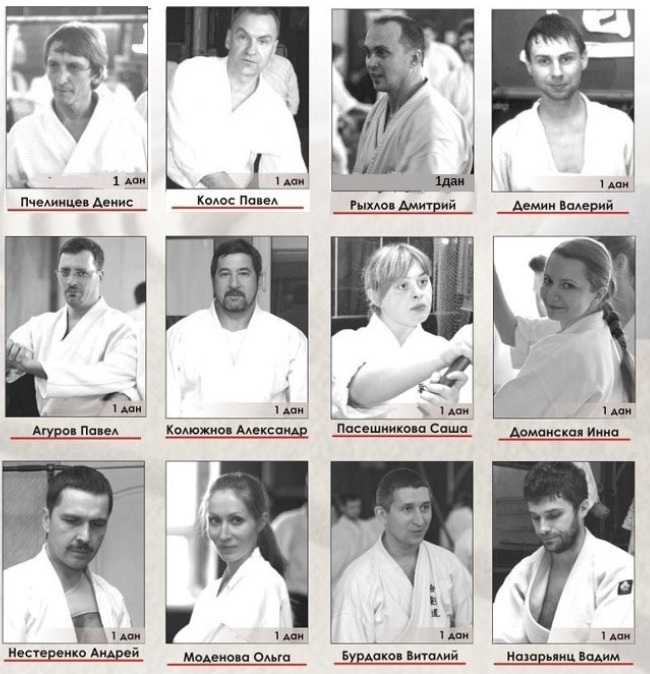 1 дан
1 дан
1дан
1 дан
Пчелинцев Денис
Колос Павел
Рыхлов Дмитрий
Демин Валерий
1 дан
1 дан
1 дан
1 дан
Агуров Павел
Колюжнов Александр
Пасешникова Саша
Доманская Инна
1 дан
1 дан
1 дан
1 дан
Нестеренко Андрей
Моденова Ольга
Бурдаков Виталий
Назарьянц Вадим